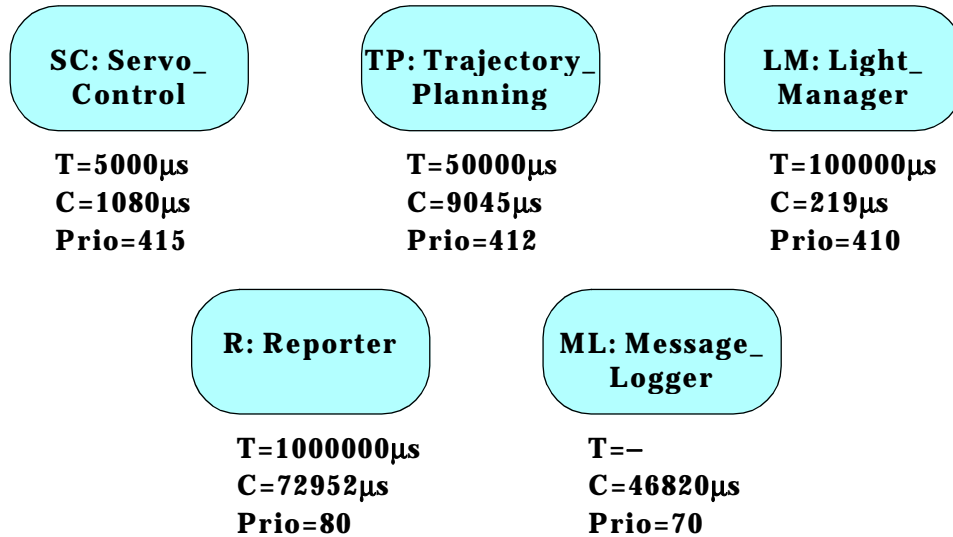 SC: Servo_
Control
T=5000µs
C=1080µs
Prio=415
TP: Trajectory_
Planning
T=50000µs
C=9045µs
Prio=412
LM: Light_
Manager
T=100000µs
C=219µs
Prio=410
R: Reporter
T=1000000µs
C=72952µs
Prio=80
ML: Message_
Logger
T=–
C=46820µs
Prio=70